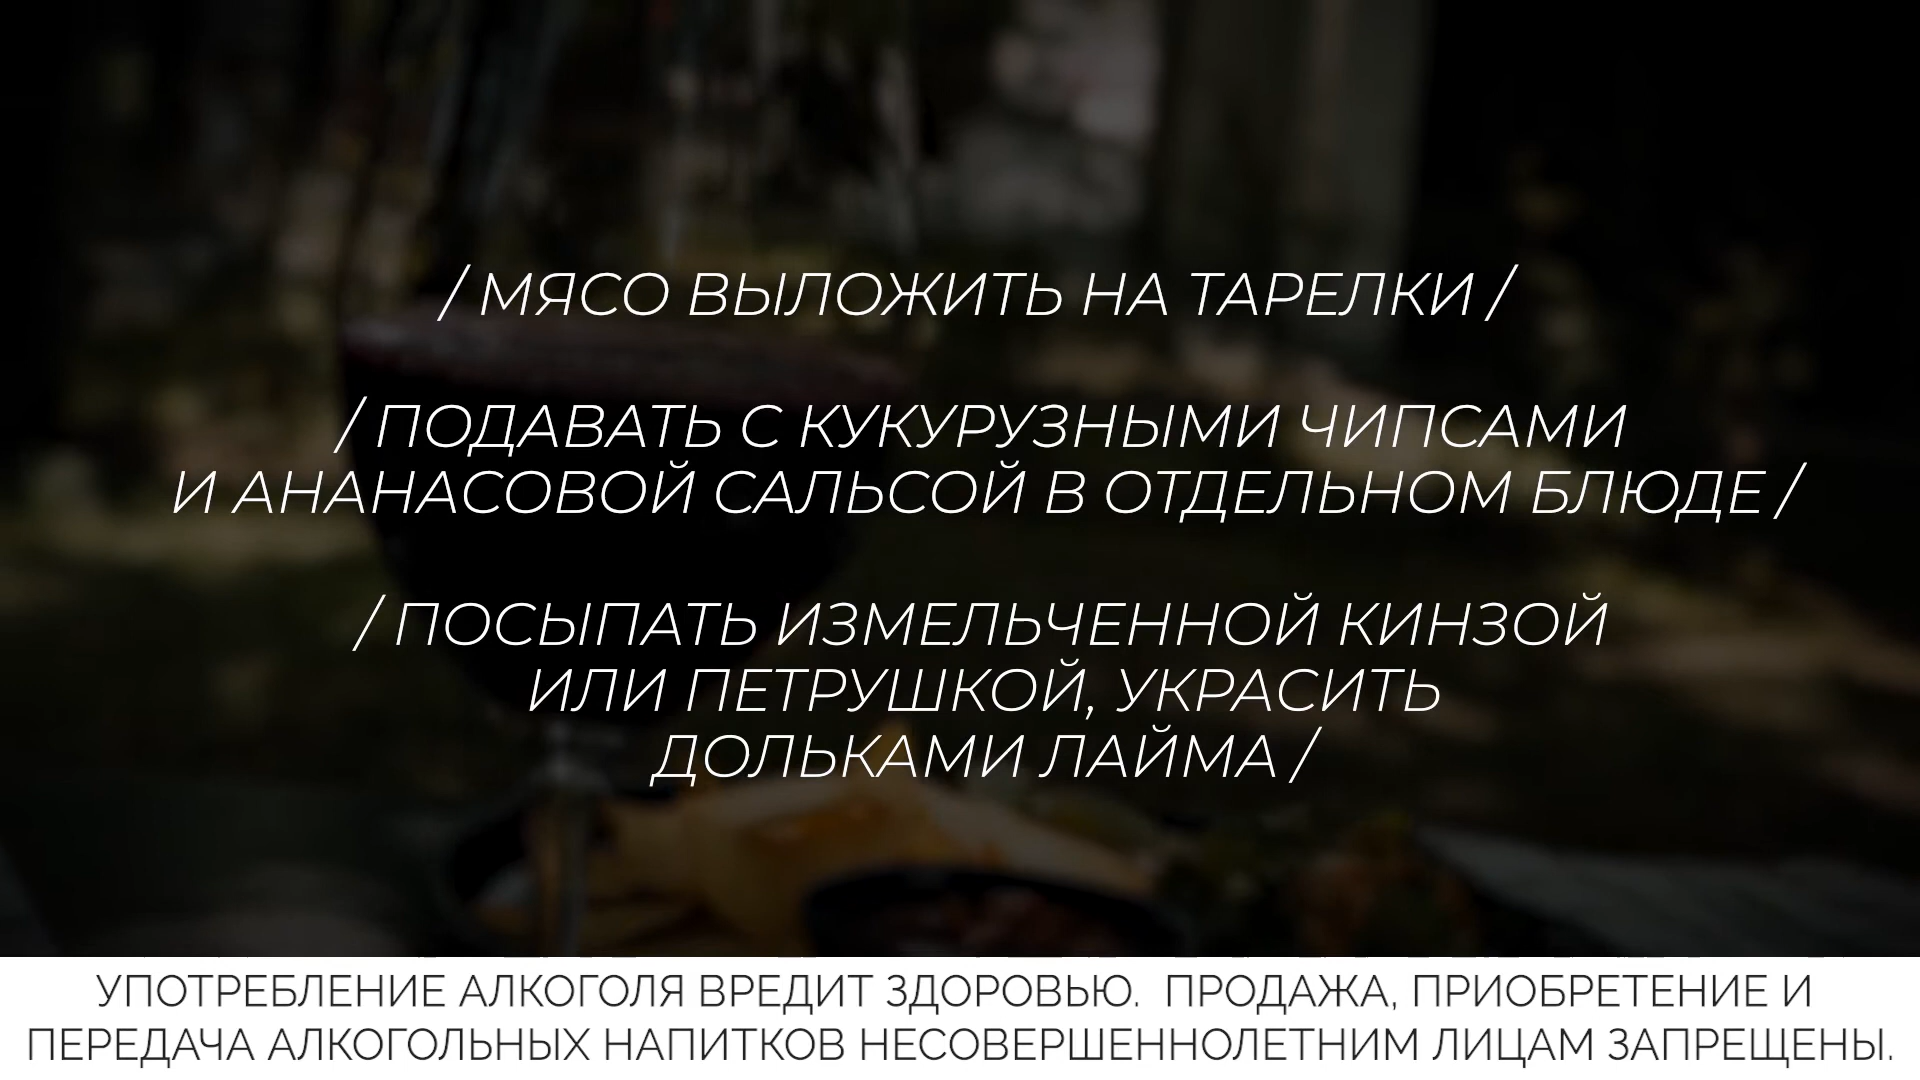 / МЯСО ВЫЛОЖИТЬ НА ТАРЕЛКИ /
/ ПОДАВАТЬ С КУКУРУЗНЫМИ ЧИПСАМИ
И АНАНАСОВОЙ САЛЬСОЙ В ОТДЕЛЬНОМ БЛЮДЕ /
/ ПОСЫПАТЬ ИЗМЕЛЬЧЕННОЙ КИНЗОЙ
ИЛИ ПЕТРУШКОЙ, УКРАСИТЬ
ДОЛЬКАМИ ЛАЙМА /
УПОТРЕБЛЕНИЕ АЛКОГОЛЯ ВРЕДИТ ЗДОРОВЬЮ. ПРОДАЖА, ПРИОБРЕТЕНИЕ И
ПЕРЕДАЧА АЛКОГОЛЬНЫХ НАПИТКОВ НЕСОВЕРШЕННОЛЕТНИМ ЛИЦАМ ЗАПРЕЩЕНЫ.